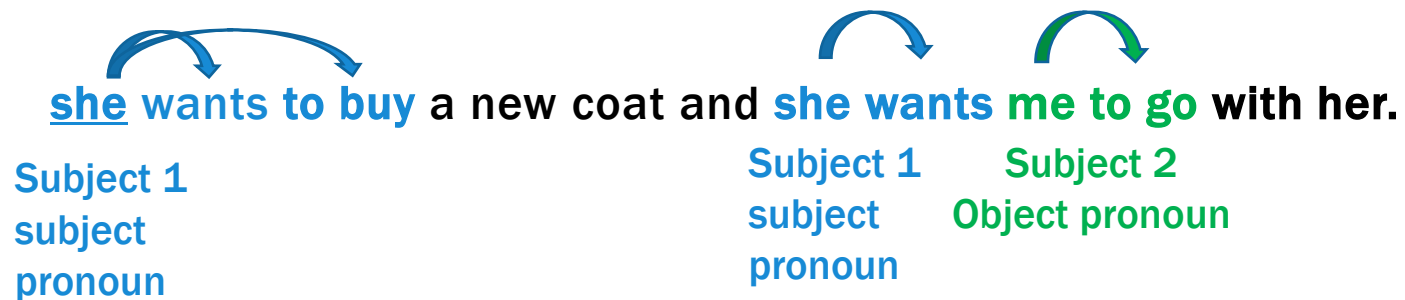 she wants to buy a new coat and she wants me to go with her.
Subject 1
subject
pronoun
Subject 1
subject
pronoun
Subject 2
Object pronoun